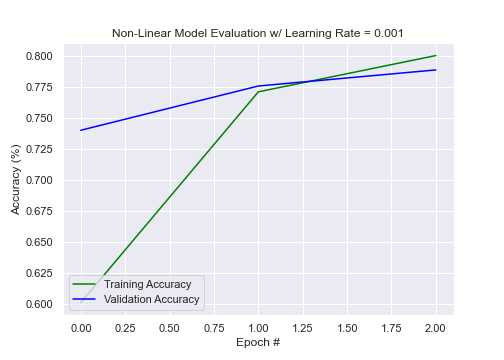 Non-Linear Model Evaluation w/ Learning Rate = 0.001
0.800
0.775
0.750
0.725
0.700
0.675
0.650
0.625
0.600
Accuracy (%)
Training Accuracy
Validation Accuracy
0.00 0.25 0.50 0.75 1.00 1.25 1.50 1.75 2.00
Epoch #